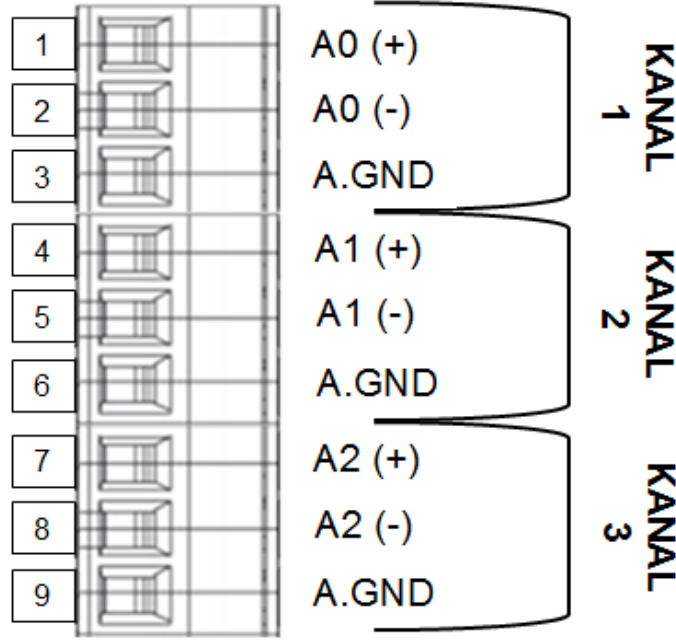 1 A0 (+)
2 A0 (-)
3 A.GND
KANAL
1
4 A1 (+)
5 A1 (-)
6 A.GND
KANAL
2
7 A2 (+)
8 A2 (-)
9 A.GND
KANAL
3